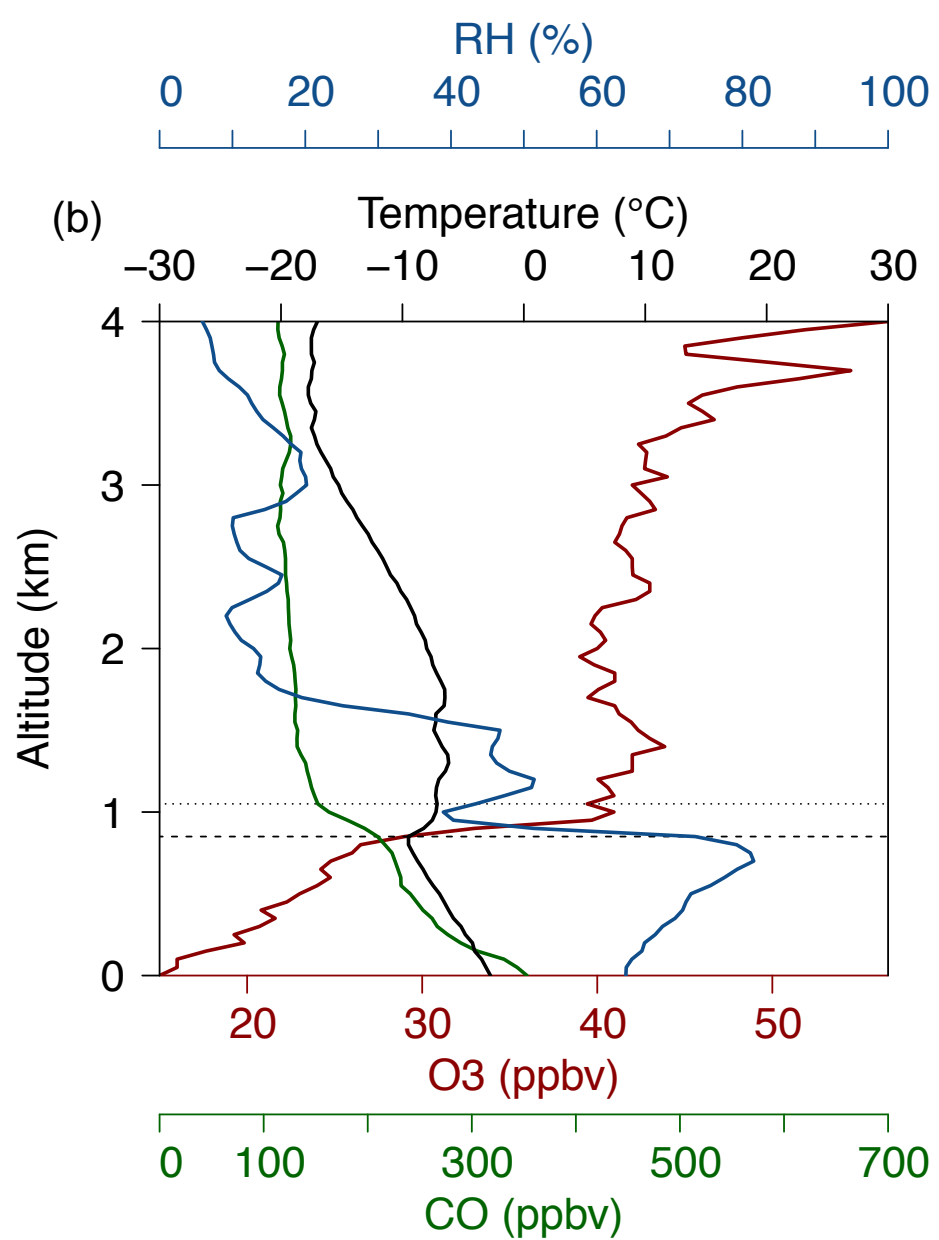 RH (%)
0 20 40 60 80 100
(b) Temperature (°C)
−30 −20 −10 0 10 20 30
4
3
2
1
0
Altitude (km)
20 30 40 50
O3 (ppbv)
0 100 300 500 700
CO (ppbv)